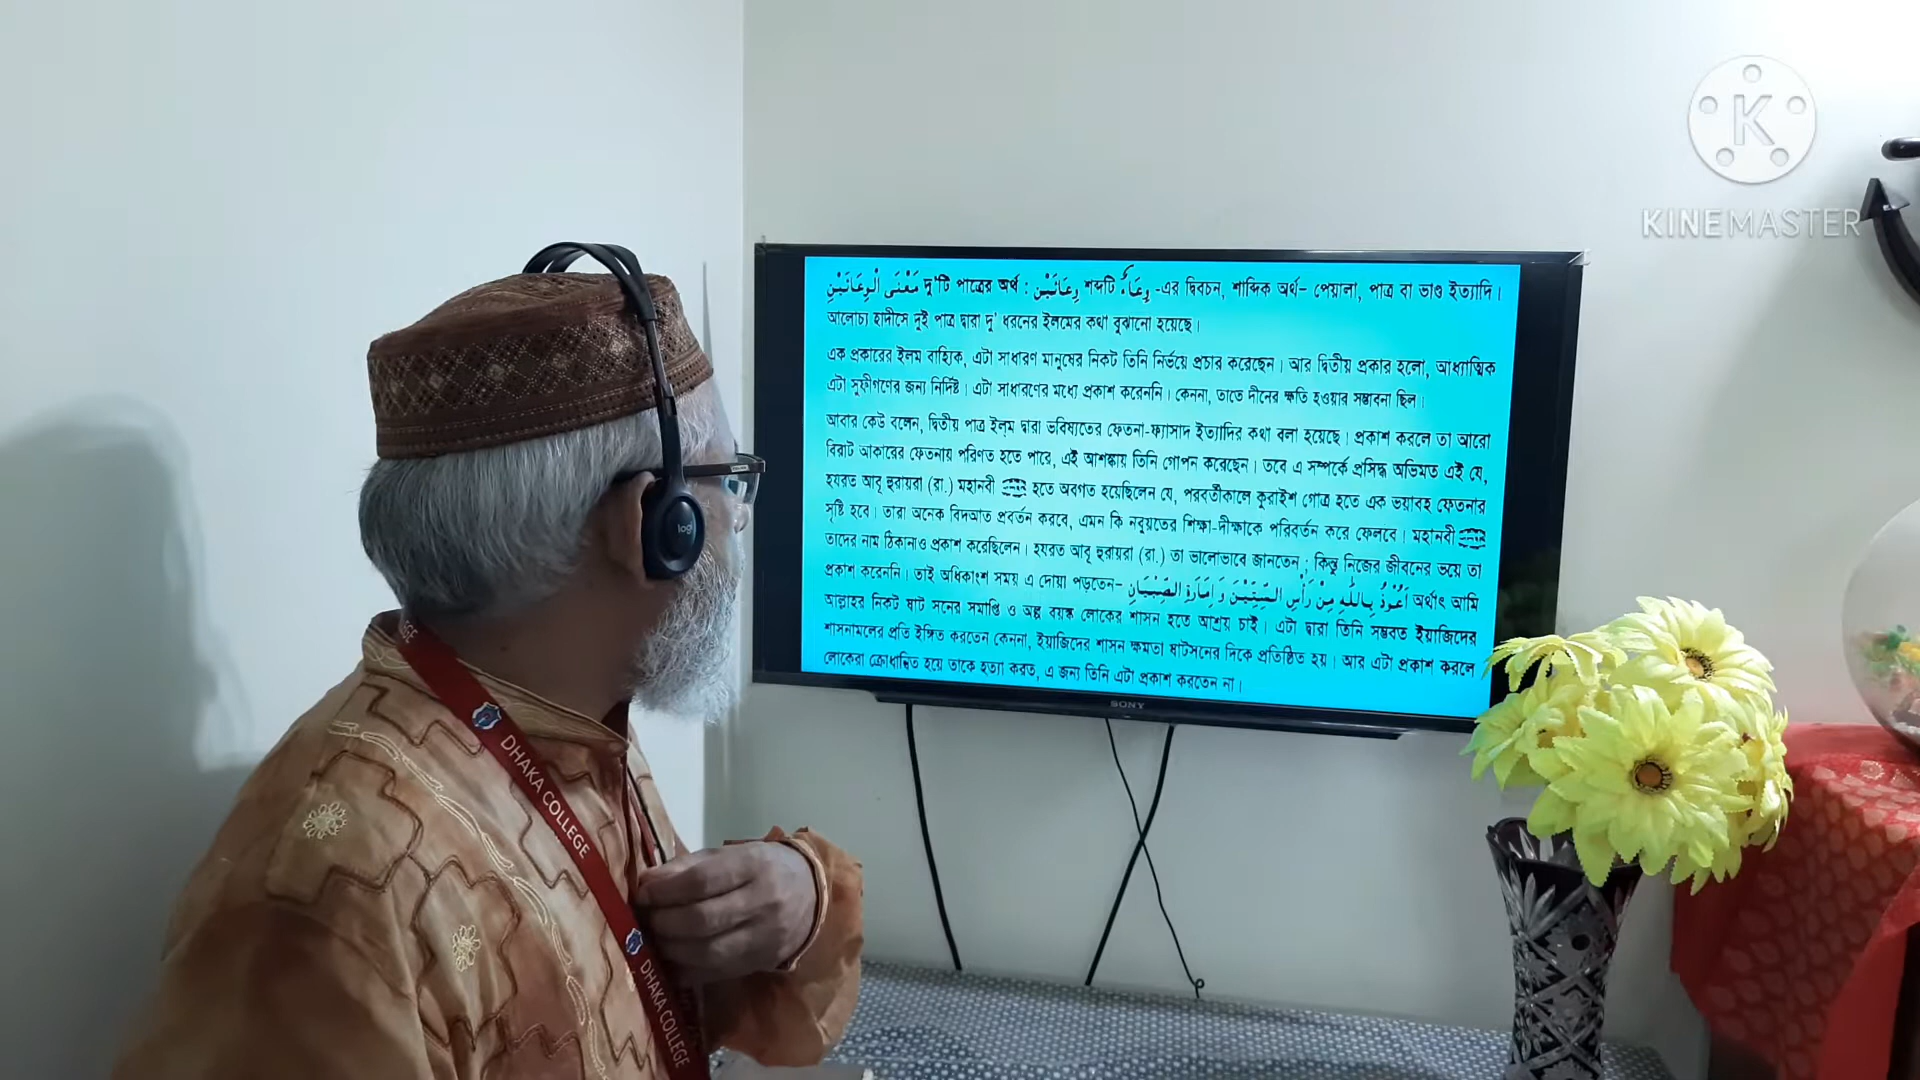 مَعْنَى الْوِعَائَيْنِ দু'টি পাত্রের অর্থ : وِعَائَيْنِ শব্দটি وِعَاءٌ -এর দ্বিবচন, শাব্দিক অর্থ– পেয়ালা, পাত্র বা ভাণ্ড ইত্যাদি।
আলোচ্য হাদীসে দুই পাত্র দ্বারা দু' ধরনের ইলমের কথা বুঝানো হয়েছে।
এক প্রকারের ইলম বাহ্যিক, এটা সাধারণ মানুষের নিকট তিনি নির্ভয়ে প্রচার করেছেন। আর দ্বিতীয় প্রকার হলো, আধ্যাত্মিক
এটা সুফীগণের জন্য নির্দিষ্ট। এটা সাধারণের মধ্যে প্রকাশ করেননি। কেননা, তাতে দীনের ক্ষতি হওয়ার সম্ভাবনা ছিল।
আবার কেউ বলেন, দ্বিতীয় পাত্র ইলম দ্বারা ভবিষ্যতের ফেতনা-ফ্যাসাদ ইত্যাদির কথা বলা হয়েছে। প্রকাশ করলে তা আরো
বিরাট আকারের ফেতনায় পরিণত হতে পারে, এই আশঙ্কায় তিনি গোপন করেছেন। তবে এ সম্পর্কে প্রসিদ্ধ অভিমত এই যে,
হযরত আবূ হুরায়রা (রা.) মহানবী হতে অবগত হয়েছিলেন যে, পরবর্তীকালে কুরাইশ গোত্র হতে এক ভয়াবহ ফেতনার
সৃষ্টি হবে। তারা অনেক বিদআত প্রবর্তন করবে, এমন কি নবুয়তের শিক্ষা-দীক্ষাকে পরিবর্তন করে ফেলবে। মহানবী
তাদের নাম ঠিকানাও প্রকাশ করেছিলেন। হযরত আবূ হুরায়রা (রা.) তা ভালোভাবে জানতেন ; কিন্তু নিজের জীবনের ভয়ে তা
প্রকাশ করেননি। তাই অধিকাংশ সময় এ দোয়া পড়তেন– اَعُوْذُ بِاللّٰهِ مِنْ رَأْسِ السِّتِّيْنَ وَاِمَارَةِ الصِّبْيَانِ অর্থাৎ আমি
আল্লাহর নিকট ষাট সনের সমাপ্তি ও অল্প বয়স্ক লোকের শাসন হতে আশ্রয় চাই। এটা দ্বারা তিনি সম্ভবত ইয়াজিদের
শাসনামলের প্রতি ইঙ্গিত করতেন কেননা, ইয়াজিদের শাসন ক্ষমতা ষাটসনের দিকে প্রতিষ্ঠিত হয়। আর এটা প্রকাশ করলে
লোকেরা ক্রোধান্বিত হয়ে তাকে হত্যা করত, এ জন্য তিনি এটা প্রকাশ করতেন না।
SONY
K
KINEMASTER
logi
COLLEGE
DHAKA COLLEGE
DHAKA COLLEGE